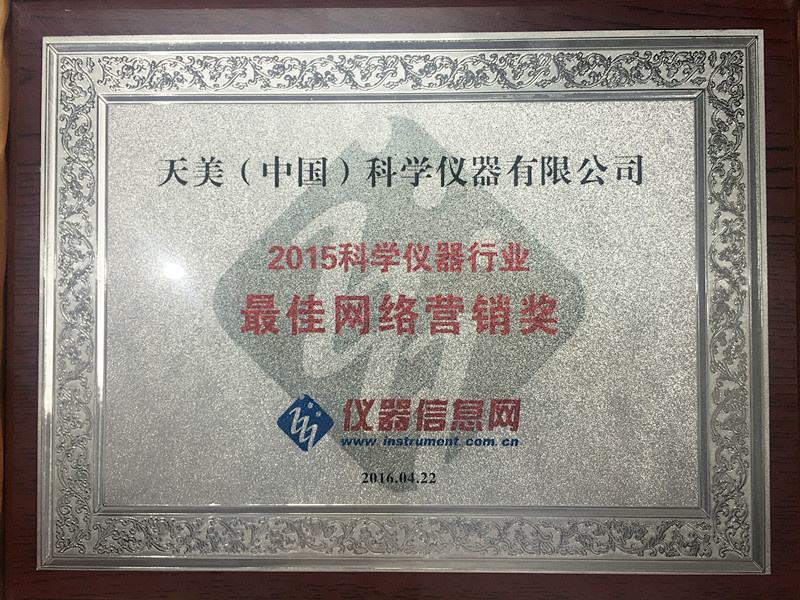 天美（中国）科学仪器有限公司
2015科学仪器行业
最佳网络营销奖
仪器信息网
www.instrument.com.cn
2016.04.22